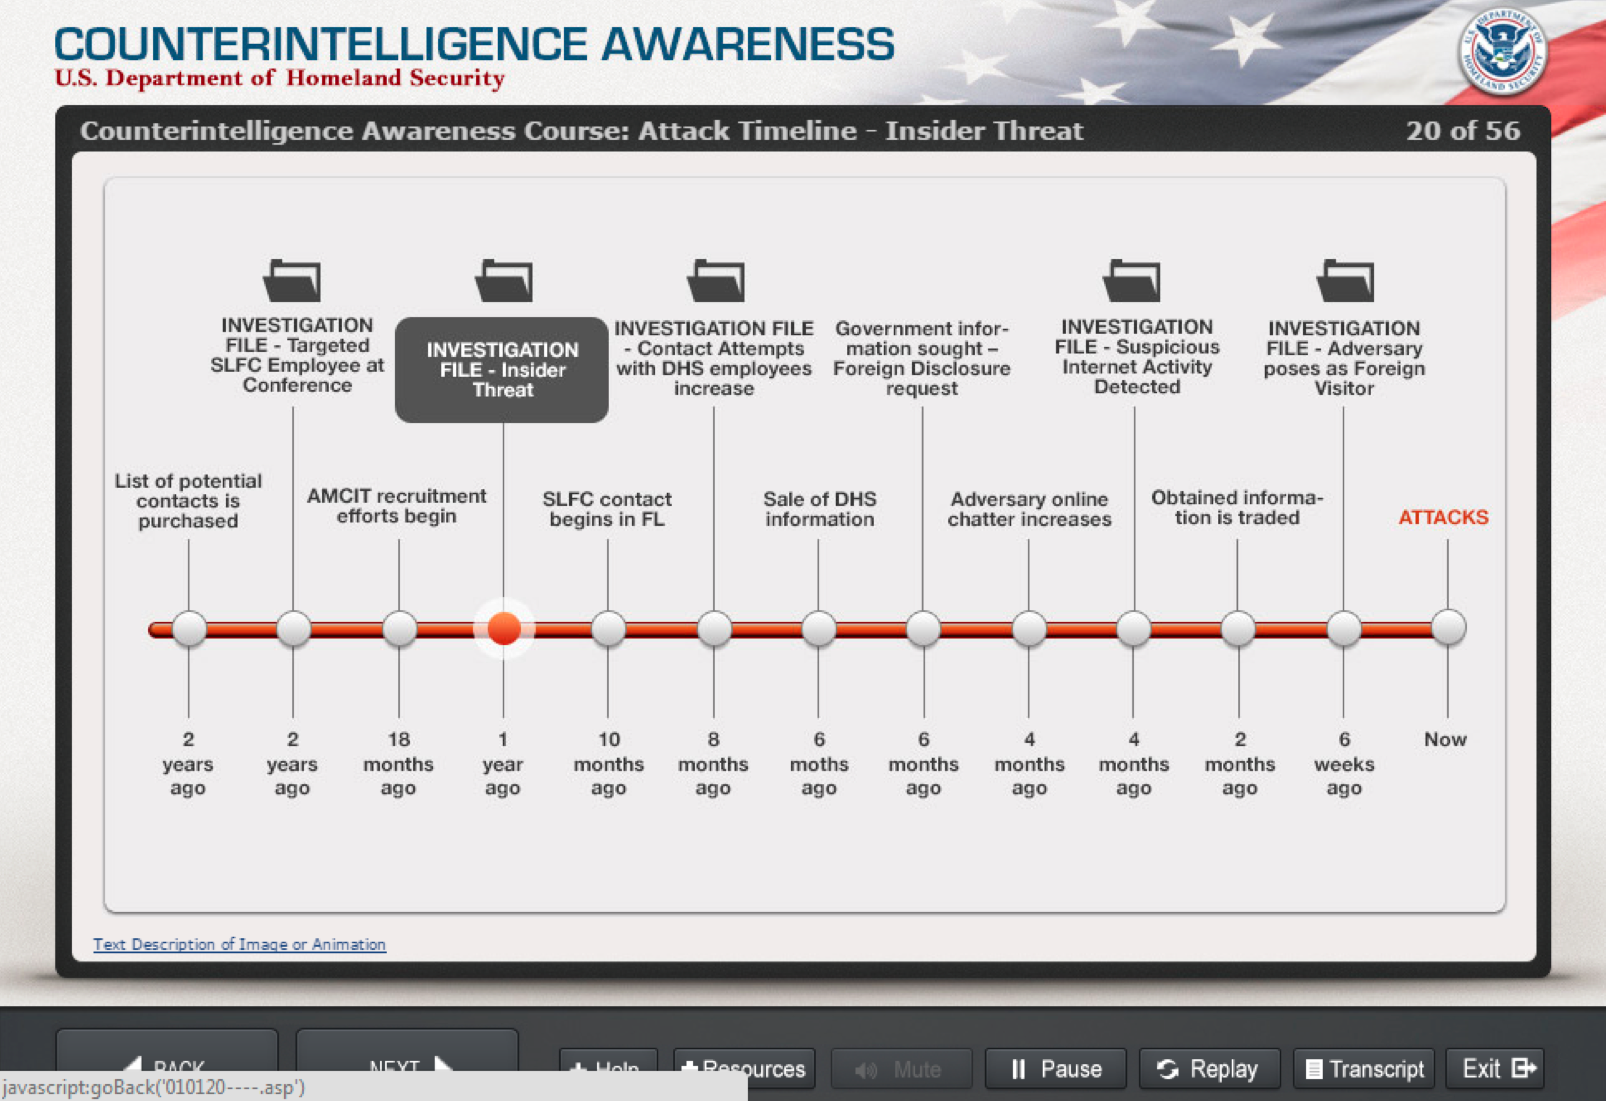 COUNTERINTELLIGENCE AWARENESS
U.S. Department of Homeland Security
U.S. DEPARTMENT OF HOMELAND SECURITY
Counterintelligence Awareness Course: Attack Timeline - Insider Threat
20 of 56
INVESTIGATION
FILE - Targeted
SLFC Employee at
Conference
INVESTIGATION
FILE - Insider
Threat
INVESTIGATION FILE
- Contact Attempts
with DHS employees
increase
Government infor-
mation sought –
Foreign Disclosure
request
INVESTIGATION
FILE - Suspicious
Internet Activity
Detected
INVESTIGATION
FILE - Adversary
poses as Foreign
Visitor
List of potential
contacts is
purchased
AMCIT recruitment
efforts begin
SLFC contact
begins in FL
Sale of DHS
information
Adversary online
chatter increases
Obtained informa-
tion is traded
ATTACKS
2
years
ago
2
years
ago
18
months
ago
1
year
ago
10
months
ago
8
months
ago
6
moths
ago
6
months
ago
4
months
ago
4
months
ago
2
months
ago
6
weeks
ago
Now
Text Description of Image or Animation
BACK
NEXT
Help
Resources
Mute
Pause
Replay
Transcript
Exit
javascript:goBack('010120----.asp')